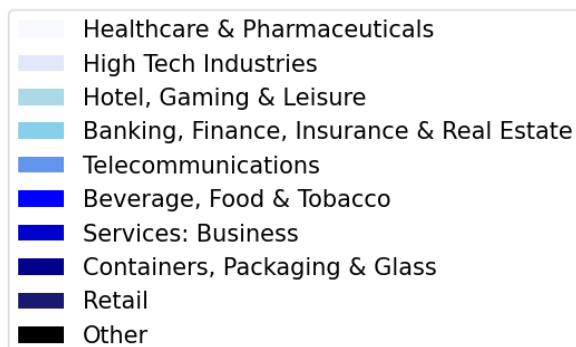 Healthcare & Pharmaceuticals
High Tech Industries
Hotel, Gaming & Leisure
Banking, Finance, Insurance & Real Estate
Telecommunications
Beverage, Food & Tobacco
Services: Business
Containers, Packaging & Glass
Retail
Other